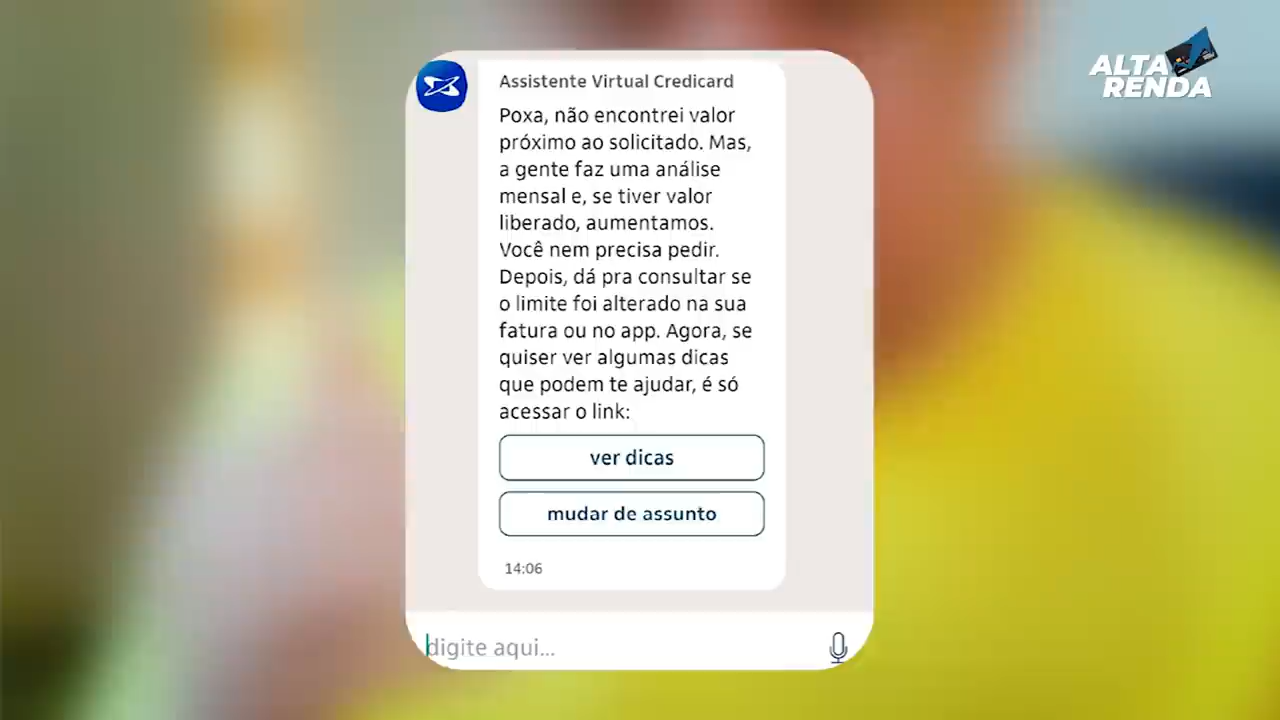 ALTA
RENDA
Assistente Virtual Credicard
Poxa, não encontrei valor
próximo ao solicitado. Mas,
a gente faz uma análise
mensal e, se tiver valor
liberado, aumentamos.
Você nem precisa pedir.
Depois, dá pra consultar se
o limite foi alterado na sua
fatura ou no app. Agora, se
quiser ver algumas dicas
que podem te ajudar, é só
acessar o link:
ver dicas
mudar de assunto
14:06
digite aqui...